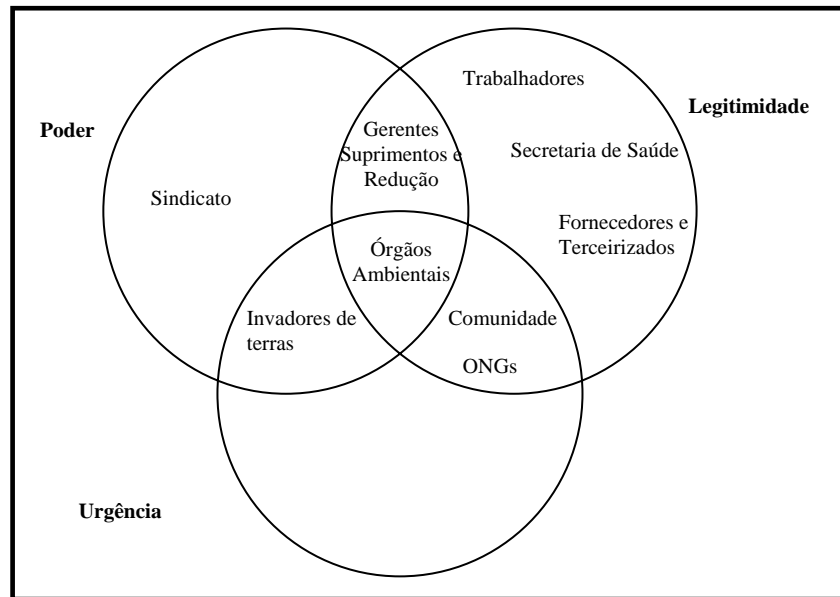 Trabalhadores
Poder
Legitimidade
Gerentes
Suprimentos e
Redução
Secretaria de Saúde
Sindicato
Fornecedores e
Terceirizados
Órgãos
Ambientais
Invadores de
terras
Comunidade
ONGs
Urgência